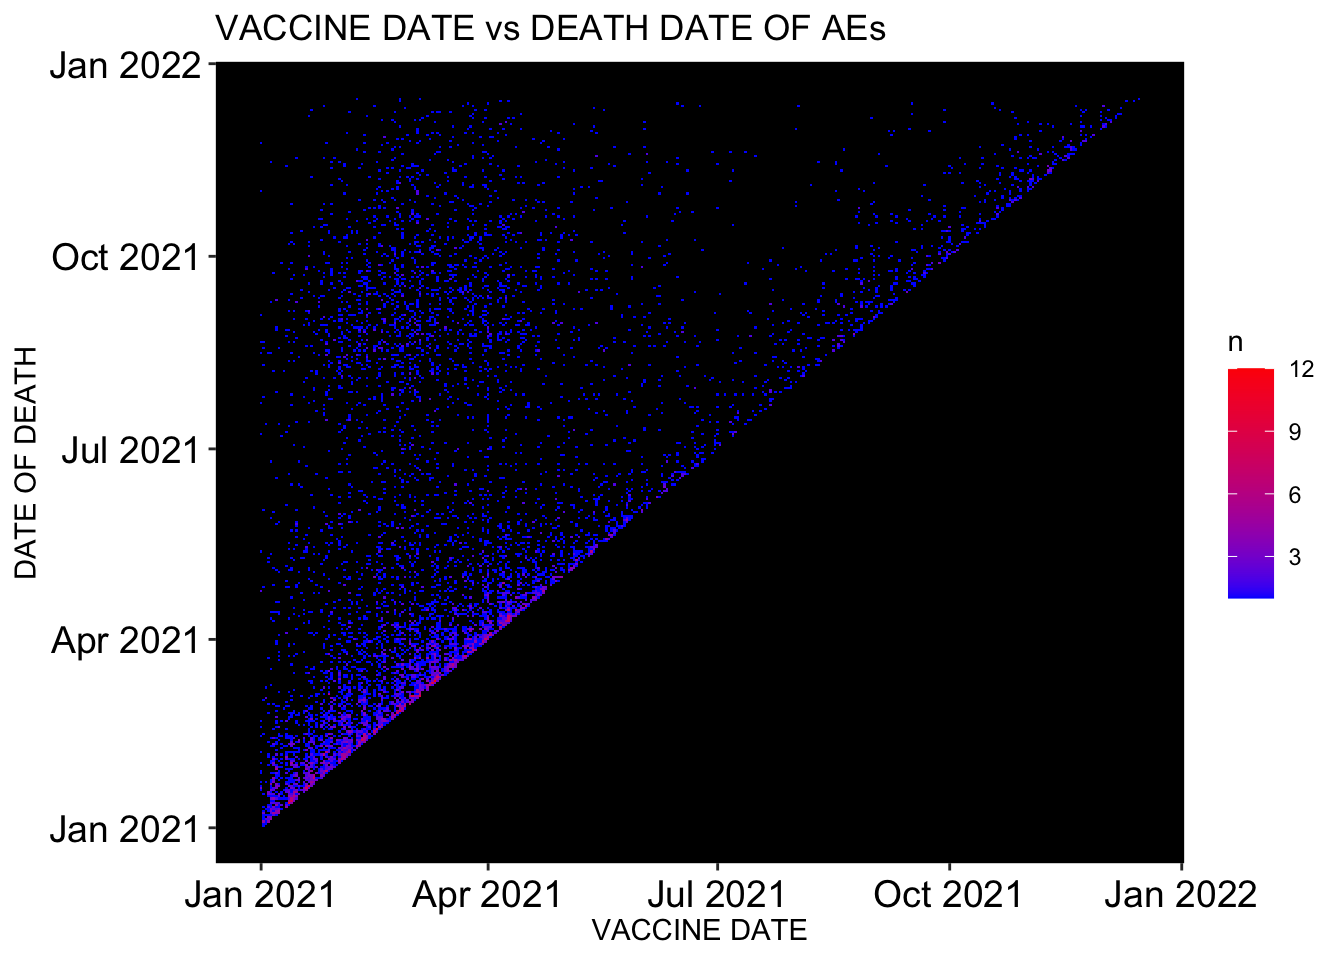 VACCINE DATE vs DEATH DATE OF AEs
Jan 2022
Oct 2021
Jul 2021
Apr 2021
Jan 2021
DATE OF DEATH
Jan 2021 Apr 2021 Jul 2021 Oct 2021 Jan 2022
VACCINE DATE
n
12
9
6
3